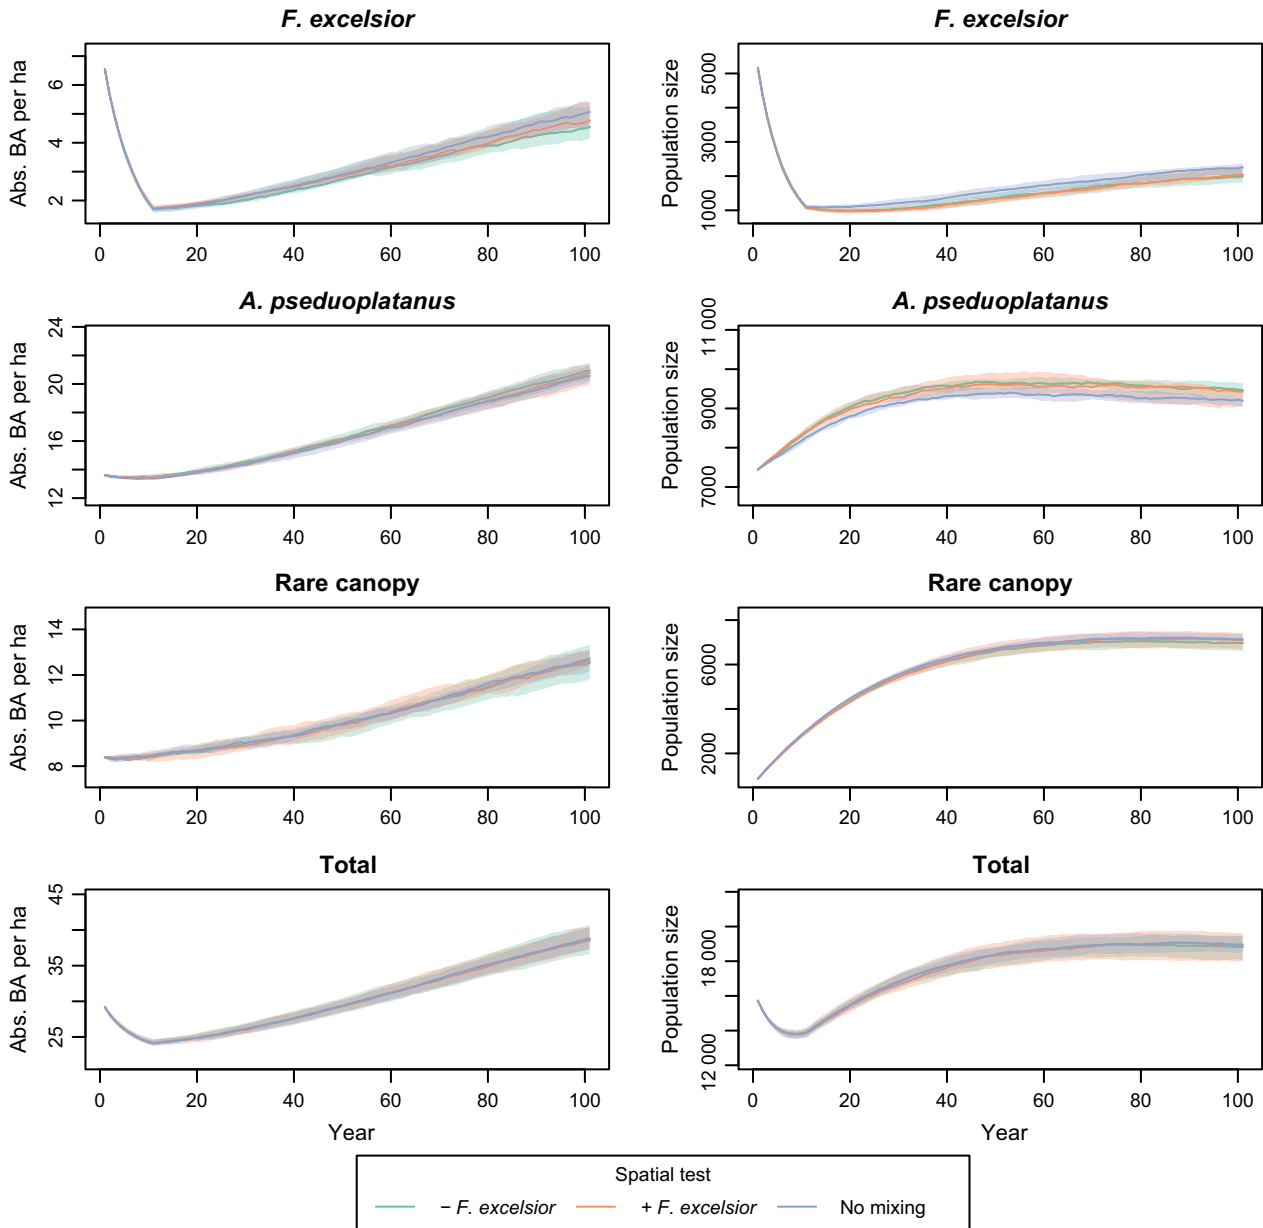 F. excelsior
Abs. BA per ha
2
4
6
0 20 40 60 80 100
F. excelsior
Population size
1000
3000
5000
0 20 40 60 80 100
A. pseduoplatanus
Abs. BA per ha
12
16
20
24
0 20 40 60 80 100
A. pseduoplatanus
Population size
7000
9000
11 000
0 20 40 60 80 100
Rare canopy
Abs. BA per ha
8
10
12
14
0 20 40 60 80 100
Rare canopy
Population size
2000
6000
0 20 40 60 80 100
Total
Abs. BA per ha
25
35
45
0 20 40 60 80 100
Year
Total
Population size
12 000
18 000
0 20 40 60 80 100
Year
Spatial test
− F. excelsior + F. excelsior No mixing